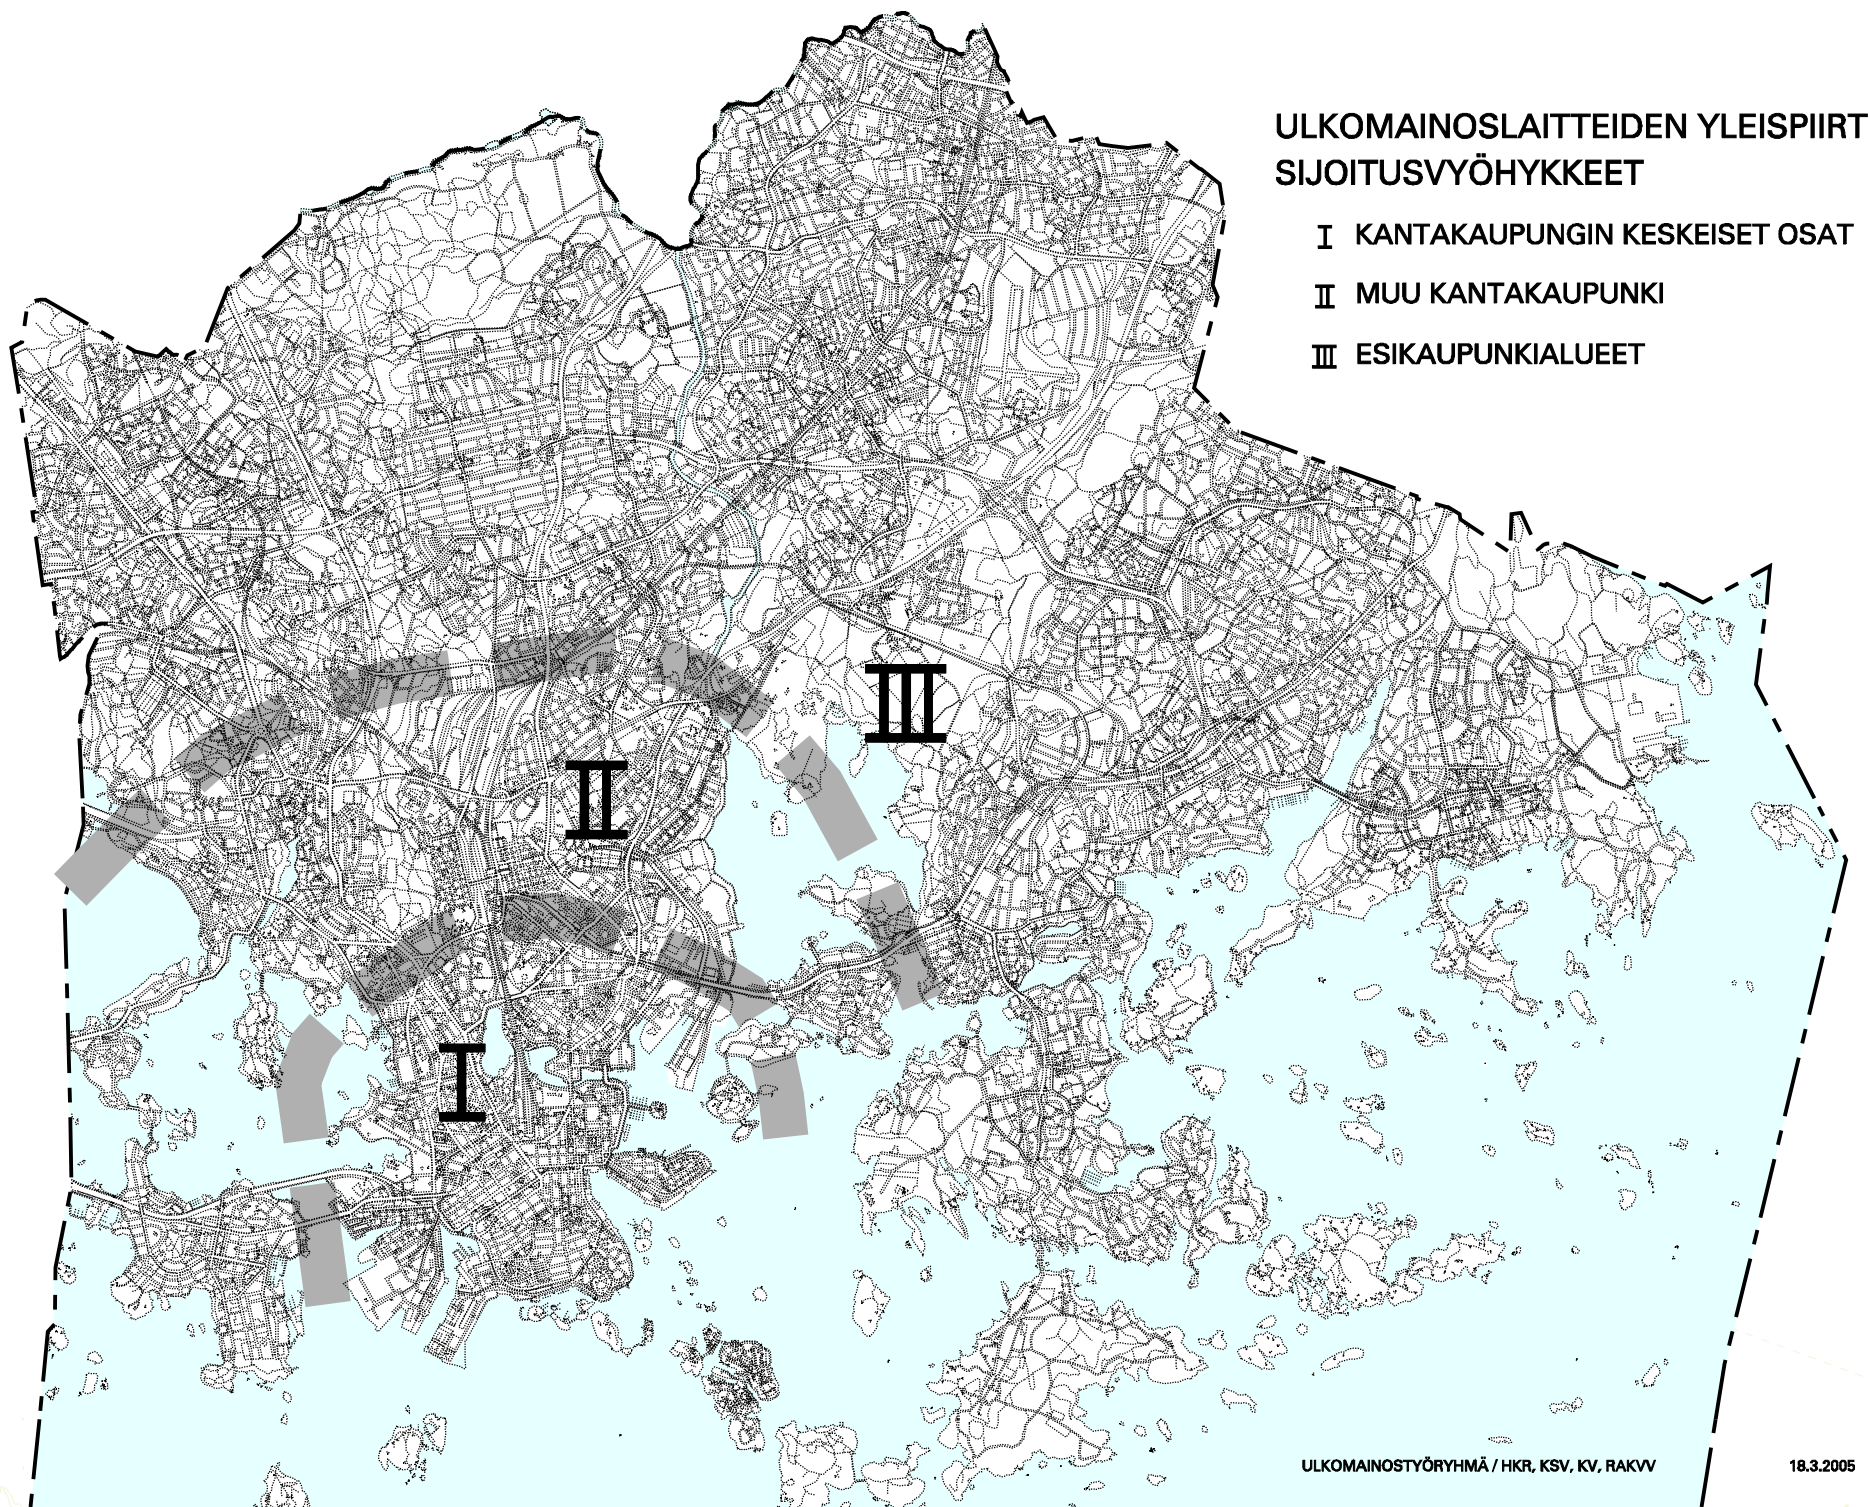 ULKOMAINOSLAITTEIDEN YLEISPIIRT
SIJOITUSVYÖHYKKEET
I KANTAKAUPUNGIN KESKEISET OSAT
II MUU KANTAKAUPUNKI
III ESIKAUPUNKIALUEET
III
II
I
ULKOMAINOSTYÖRYHMÄ / HKR, KSV, KV, RAKVV 18.3.2005